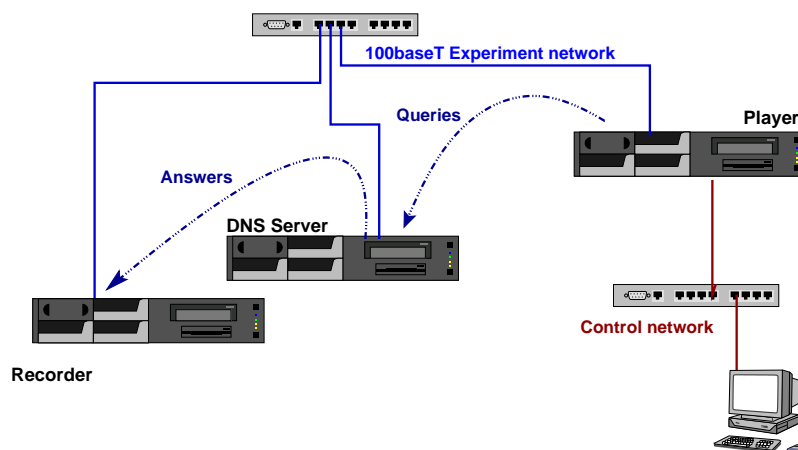 100baseT Experiment network
Queries
Player
Answers
DNS Server
Control network
Recorder